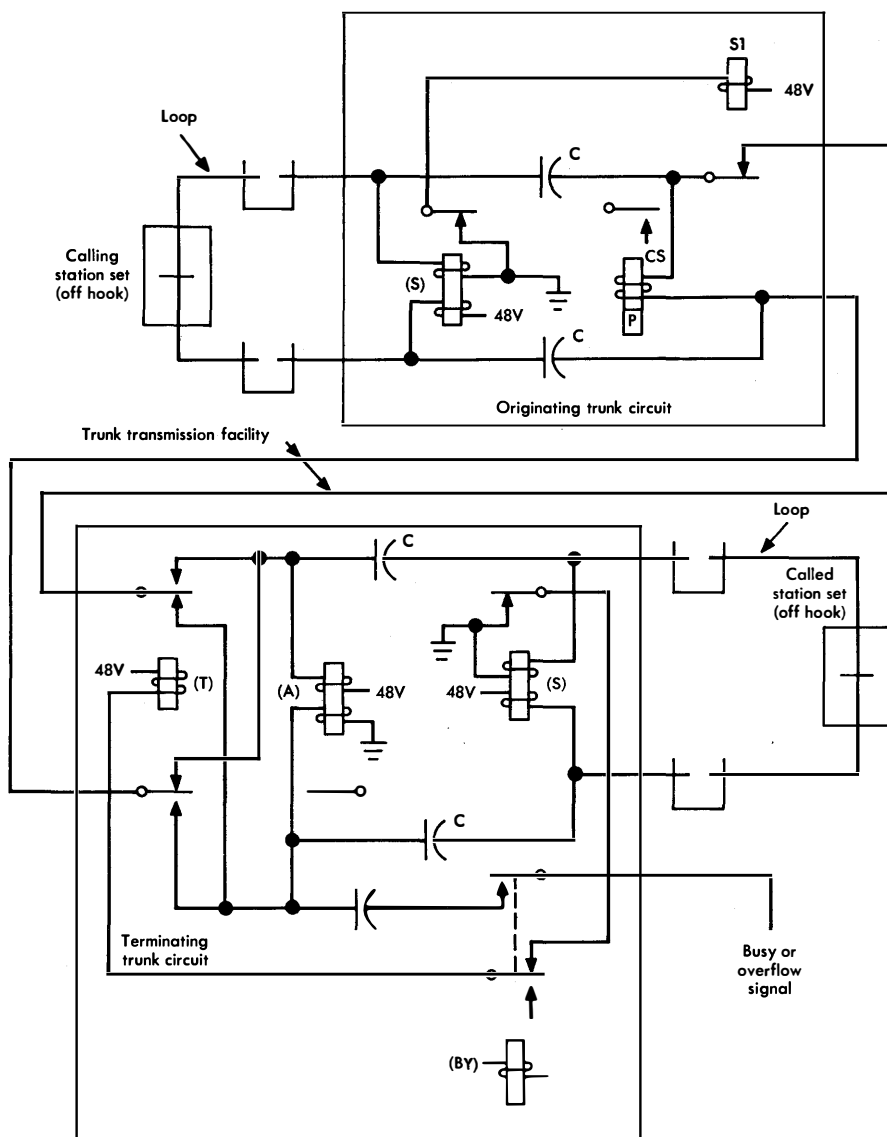 S1
48V
Loop
C
Calling
station set
(off hook)
(S)
CS
48V
P
C
Originating trunk circuit
Trunk transmission facility
Loop
C
Called
station set
(off hook)
48V
(T)
(A)
48V
48V
(S)
C
Terminating
trunk circuit
Busy or
overflow
signal
(BY)